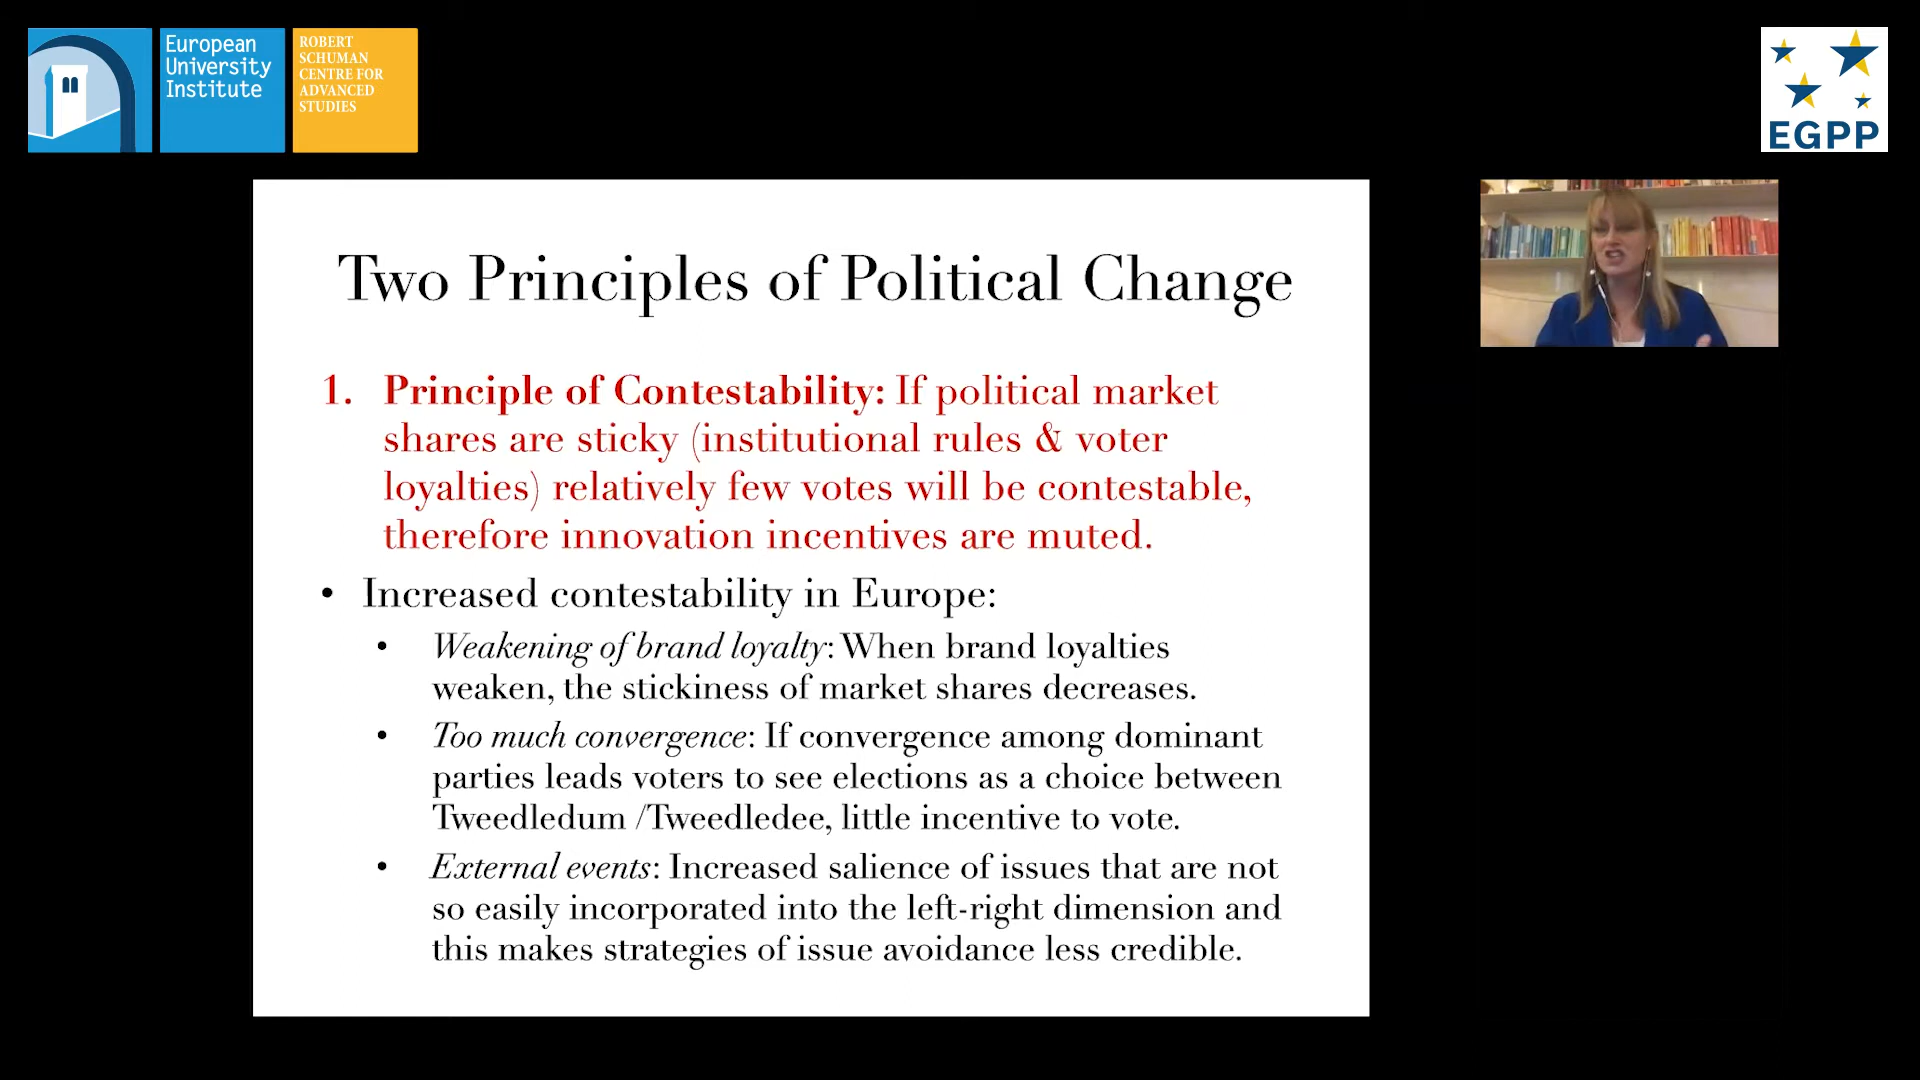 European
University
Institute
ROBERT
SCHUMAN
CENTRE FOR
ADVANCED
STUDIES
EGPP
Two Principles of Political Change
1. Principle of Contestability: If political market
shares are sticky (institutional rules & voter
loyalties) relatively few votes will be contestable,
therefore innovation incentives are muted.
• Increased contestability in Europe:
• Weakening of brand loyalty: When brand loyalties
weaken, the stickiness of market shares decreases.
• Too much convergence: If convergence among dominant
parties leads voters to see elections as a choice between
Tweedledum /Tweedledee, little incentive to vote.
• External events: Increased salience of issues that are not
so easily incorporated into the left-right dimension and
this makes strategies of issue avoidance less credible.